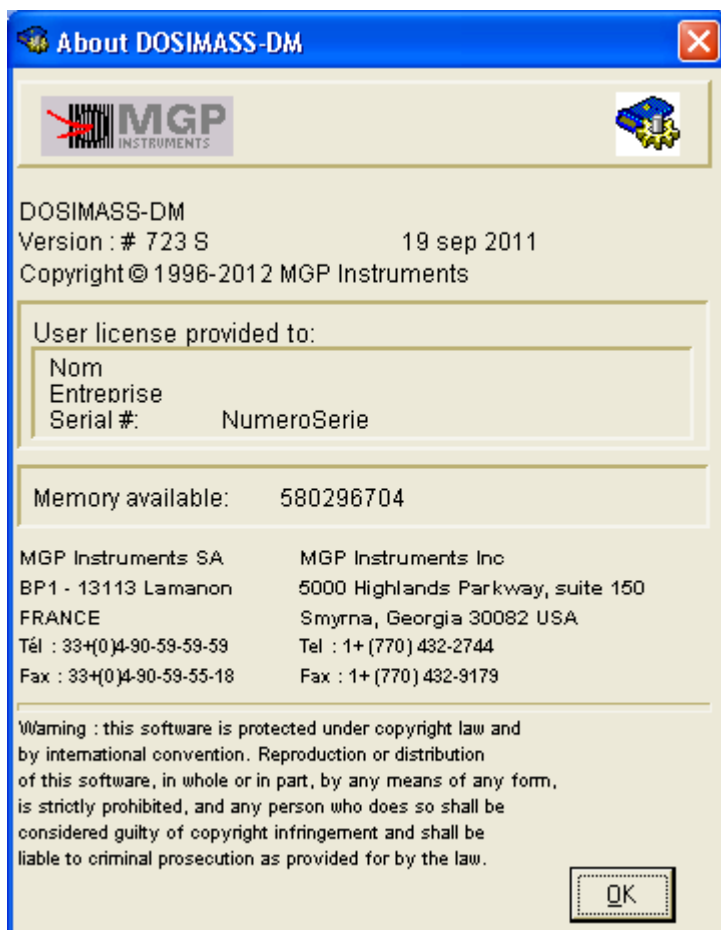 About DOSIMASS-DM
MGP
INSTRUMENTS
DOSIMASS-DM
Version : # 723 S 19 sep 2011
Copyright © 1996-2012 MGP Instruments
User license provided to:
Nom
Entreprise
Serial #: NumeroSerie
Memory available: 580296704
MGP Instruments SA MGP Instruments Inc
BP1 - 13113 Lamanon 5000 Highlands Parkway, suite 150
FRANCE Smyrna, Georgia 30082 USA
Tél : 33+(0)4-90-59-59-59 Tel : 1+ (770) 432-2744
Fax : 33+(0)4-90-59-55-18 Fax : 1+ (770) 432-9179
Warning : this software is protected under copyright law and
by international convention. Reproduction or distribution
of this software, in whole or in part, by any means of any form,
is strictly prohibited, and any person who does so shall be
considered guilty of copyright infringement and shall be
liable to criminal prosecution as provided for by the law.
OK